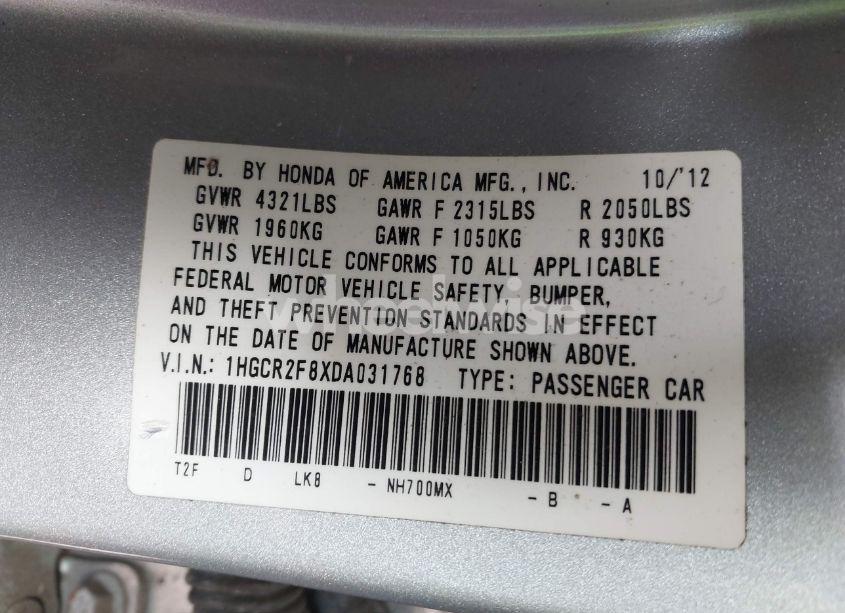 MFD. BY HONDA OF AMERICA MFG., INC. 10/'12
GVWR 4321LBS GAWR F 2315LBS R 2050LBS
GVWR 1960KG GAWR F 1050KG R 930KG
THIS VEHICLE CONFORMS TO ALL APPLICABLE
FEDERAL MOTOR VEHICLE SAFETY, BUMPER,
AND THEFT PREVENTION STANDARDS IN EFFECT
ON THE DATE OF MANUFACTURE SHOWN ABOVE.
V.I.N.: 1HGCR2F8XDA031768 TYPE: PASSENGER CAR
T2F D LK8 - NH700MX - B - A
wheelwise